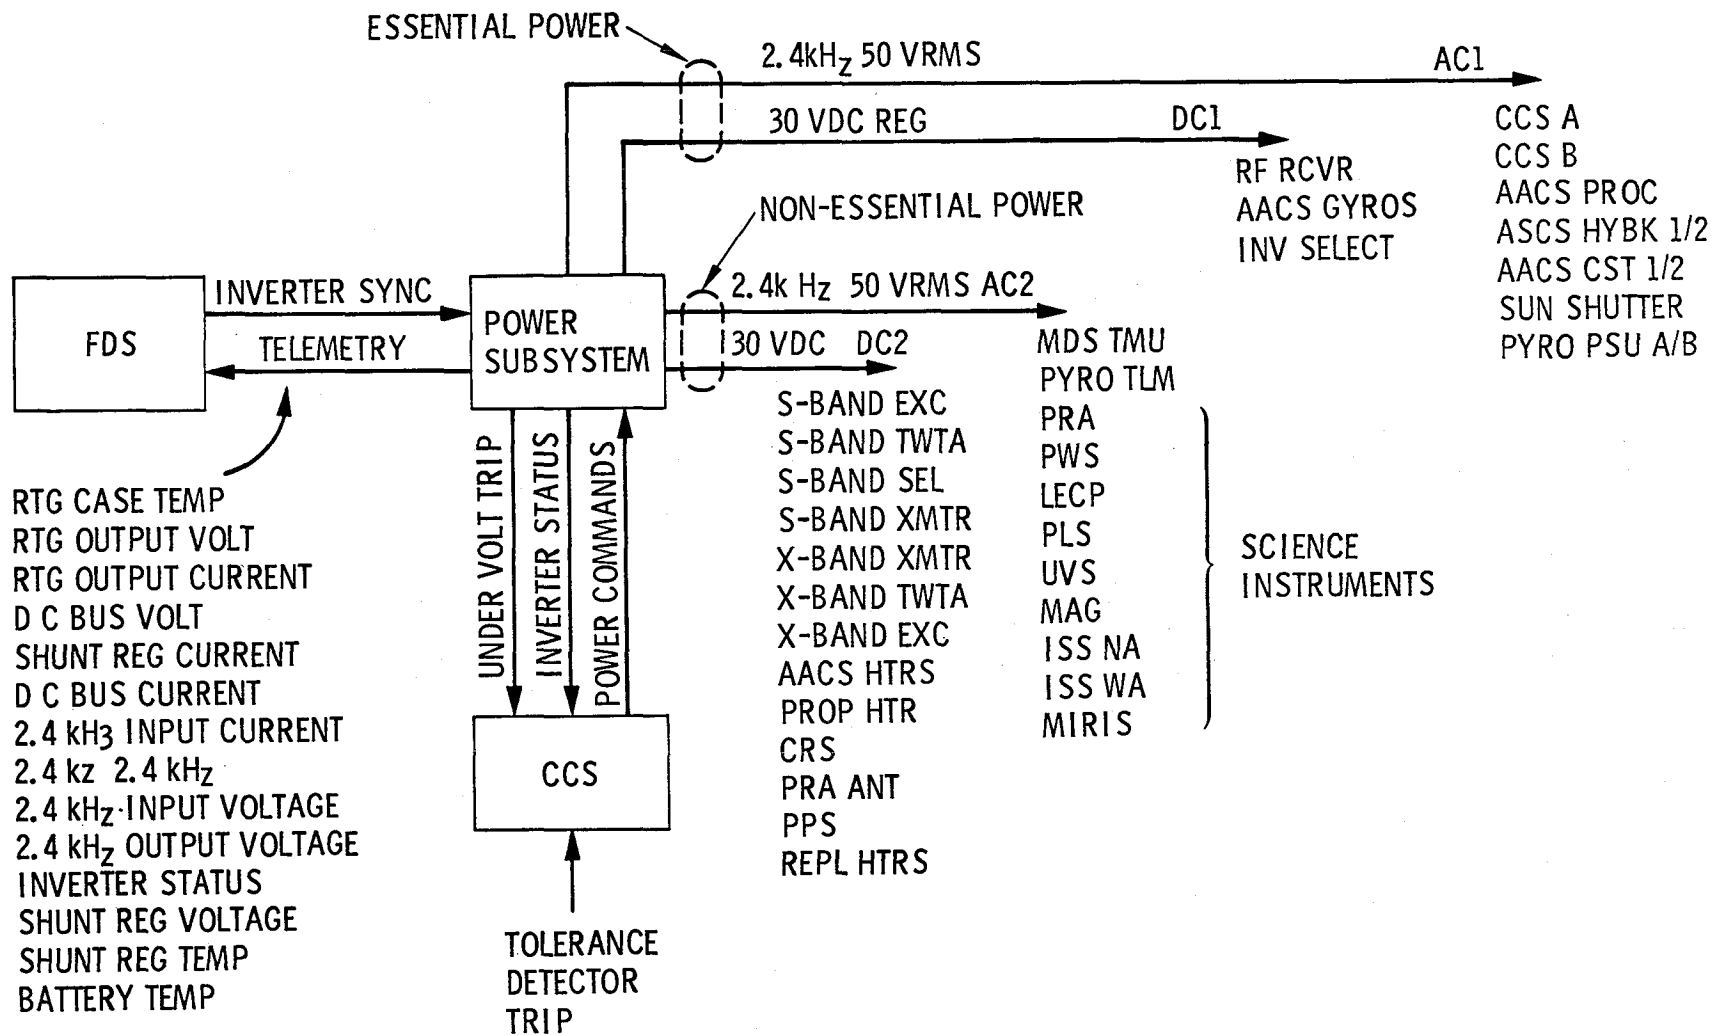 ESSENTIAL POWER
2.4kHz 50 VRMS
AC1
30 VDC REG
DC1
CCS A
CCS B
AACS PROC
ASCS HYBK 1/2
AACS CST 1/2
SUN SHUTTER
PYRO PSU A/B
RF RCVR
AACS GYROS
INV SELECT
NON-ESSENTIAL POWER
2.4k Hz 50 VRMS AC2
30 VDC DC2
FDS
INVERTER SYNC
TELEMETRY
POWER
SUBSYSTEM
MDS TMU
PYRO TLM
PRA
PWS
LECP
PLS
UVS
MAG
ISS NA
ISS WA
MIRIS
SCIENCE
INSTRUMENTS
S-BAND EXC
S-BAND TWTA
S-BAND SEL
S-BAND XMTR
X-BAND XMTR
X-BAND TWTA
X-BAND EXC
AACS HTRS
PROP HTR
CRS
PRA ANT
PPS
REPL HTRS
UNDER VOLT TRIP
INVERTER STATUS
POWER COMMANDS
CCS
TOLERANCE
DETECTOR
TRIP
RTG CASE TEMP
RTG OUTPUT VOLT
RTG OUTPUT CURRENT
D C BUS VOLT
SHUNT REG CURRENT
D C BUS CURRENT
2.4 kH3 INPUT CURRENT
2.4 kz 2.4 kHz
2.4 kHz·INPUT VOLTAGE
2.4 kHz OUTPUT VOLTAGE
INVERTER STATUS
SHUNT REG VOLTAGE
SHUNT REG TEMP
BATTERY TEMP